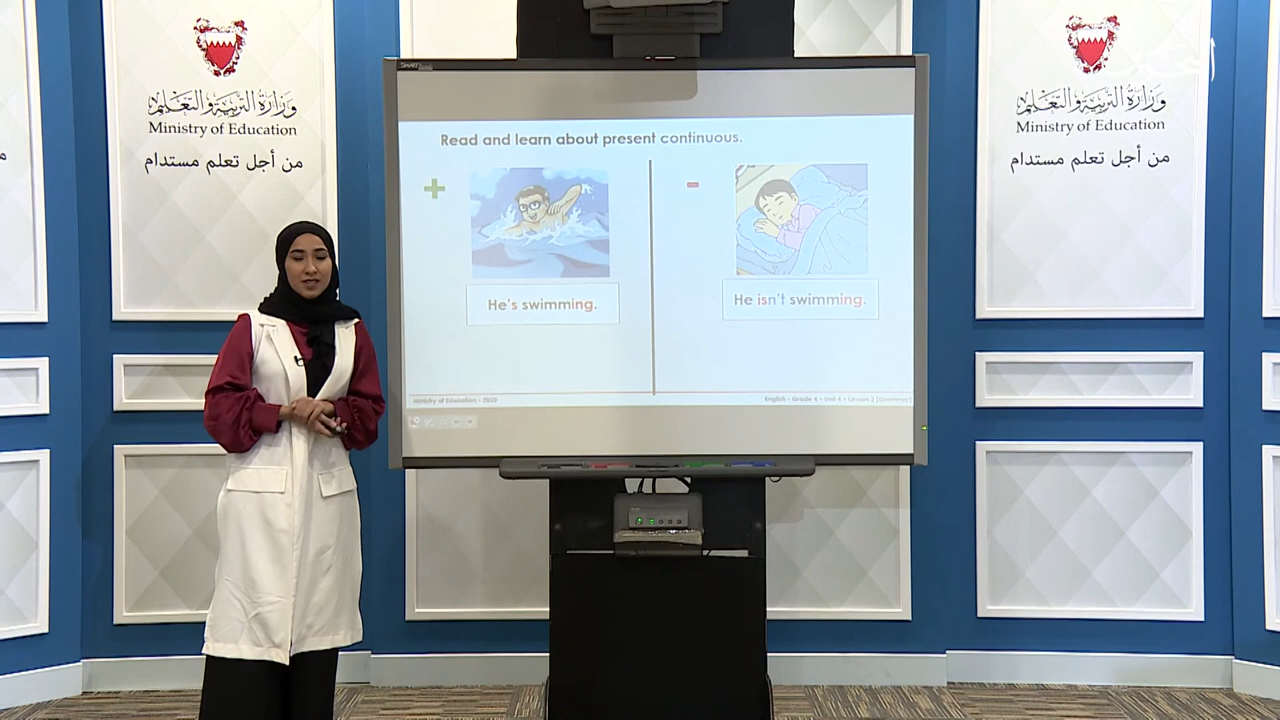 وزارة التربية والتعليم
Ministry of Education
من أجل تعلم مستدام
وزارة التربية والتعليم
Ministry of Education
من أجل تعلم مستدام
SMART
Read and learn about present continuous.
+
-
He's swimming.
He isn't swimming.
Ministry of Education - 2020
English - Grade 4 - Unit 4 - Lesson 3 (Grammar)